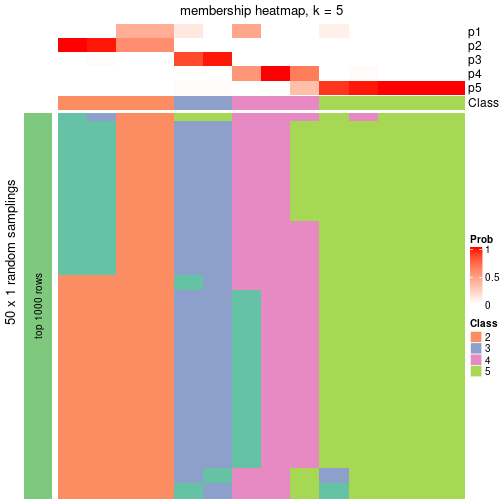 membership heatmap, k = 5
p1
p2
p3
p4
p5
Class
50 x 1 random samplings
top 1000 rows
Prob
1
0.5
0
Class
2
3
4
5